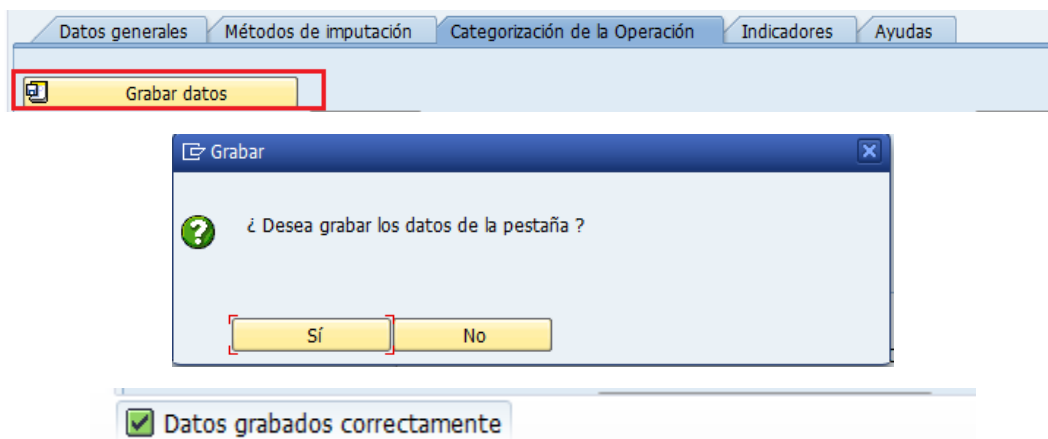 Datos generales Métodos de imputación Categorización de la Operación Indicadores Ayudas
Grabar datos
Grabar
¿ Desea grabar los datos de la pestaña ?
Sí No
Datos grabados correctamente